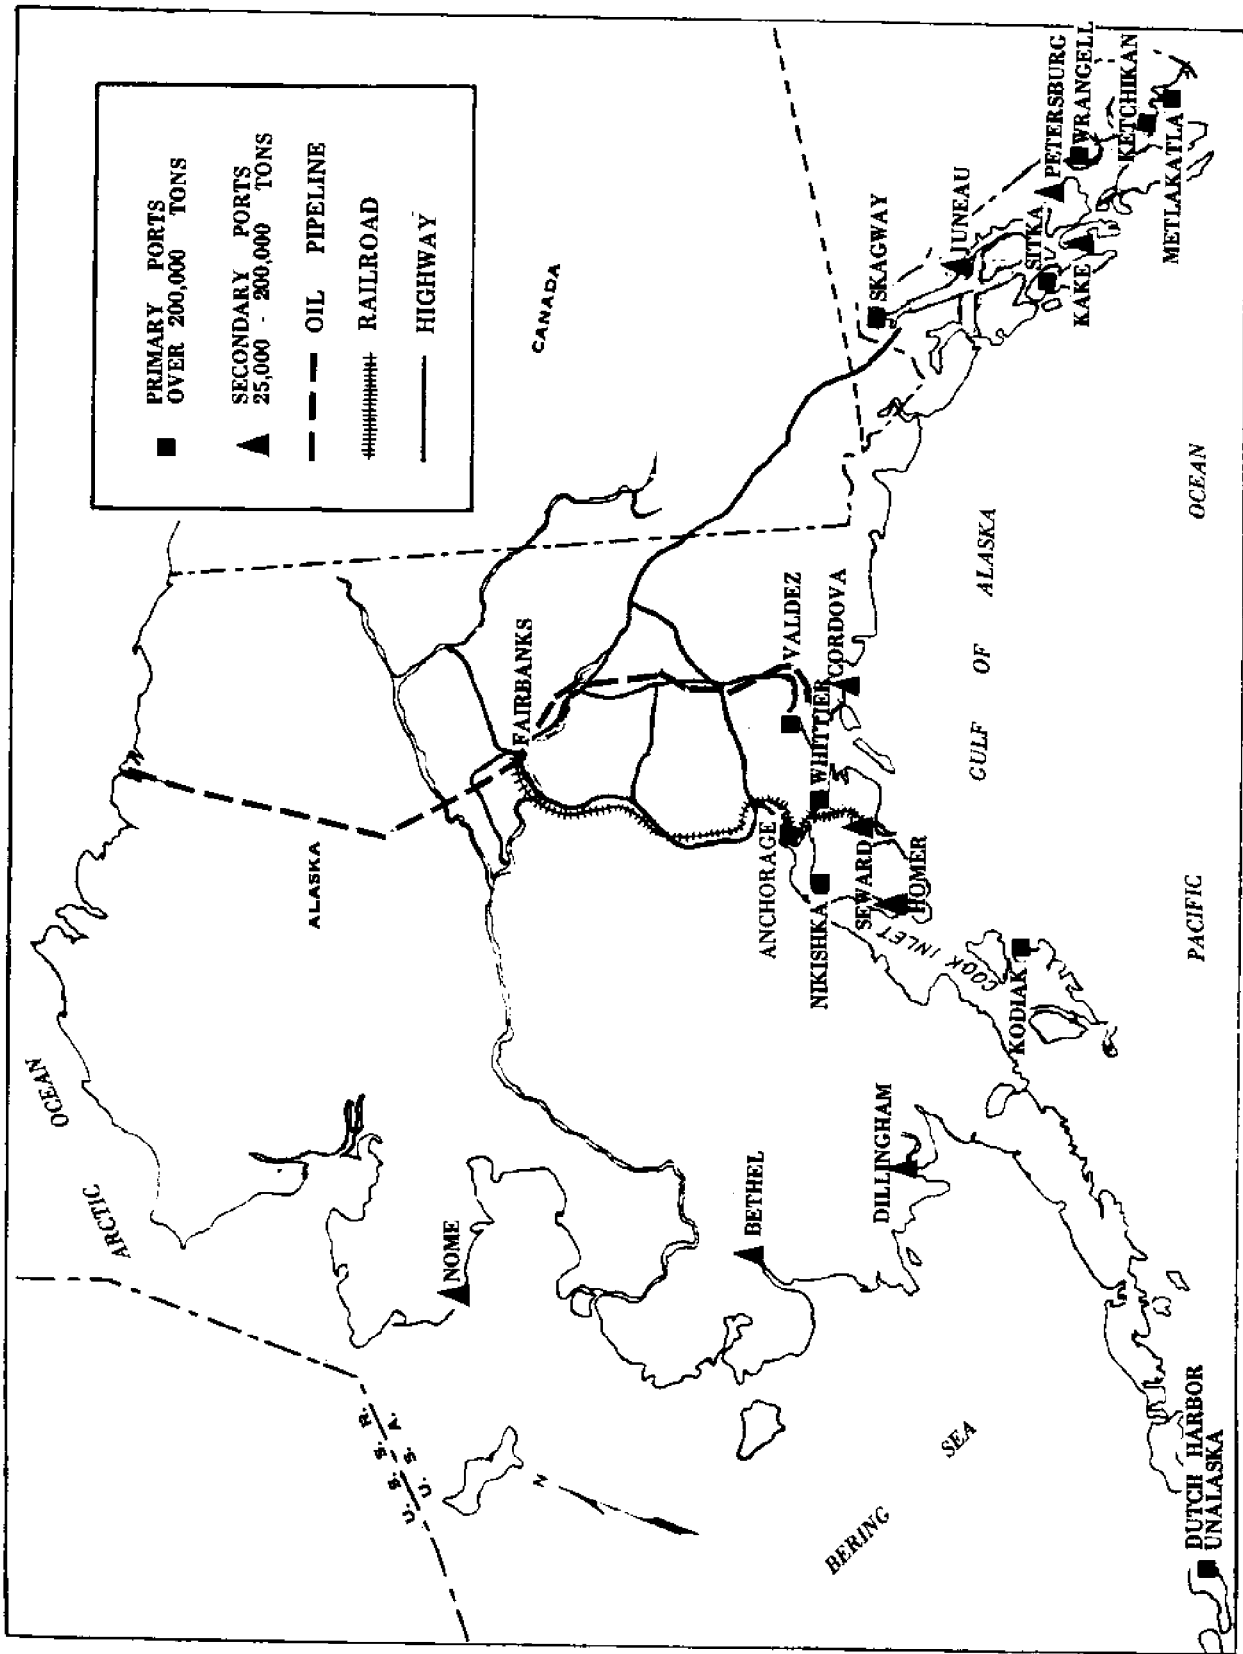 PRIMARY PORTS
OVER 200,000 TONS
SECONDARY PORTS
25,000 - 200,000 TONS
OIL PIPELINE
RAILROAD
HIGHWAY
ARCTIC
OCEAN
U. S. S. R.
U. S. A.
N
ALASKA
CANADA
FAIRBANKS
NOME
BETHEL
DILLINGHAM
ANCHORAGE
NIKISHKA
WHITTIER
VALDEZ
CORDOVA
SEWARD
HOMER
COOK INLET
KODIAK
SKAGWAY
JUNEAU
SITKA
KAKE
PETERSBURG
WRANGELL
KETCHIKAN
METLAKATLA
GULF OF ALASKA
BERING SEA
PACIFIC OCEAN
DUTCH HARBOR
UNALASKA